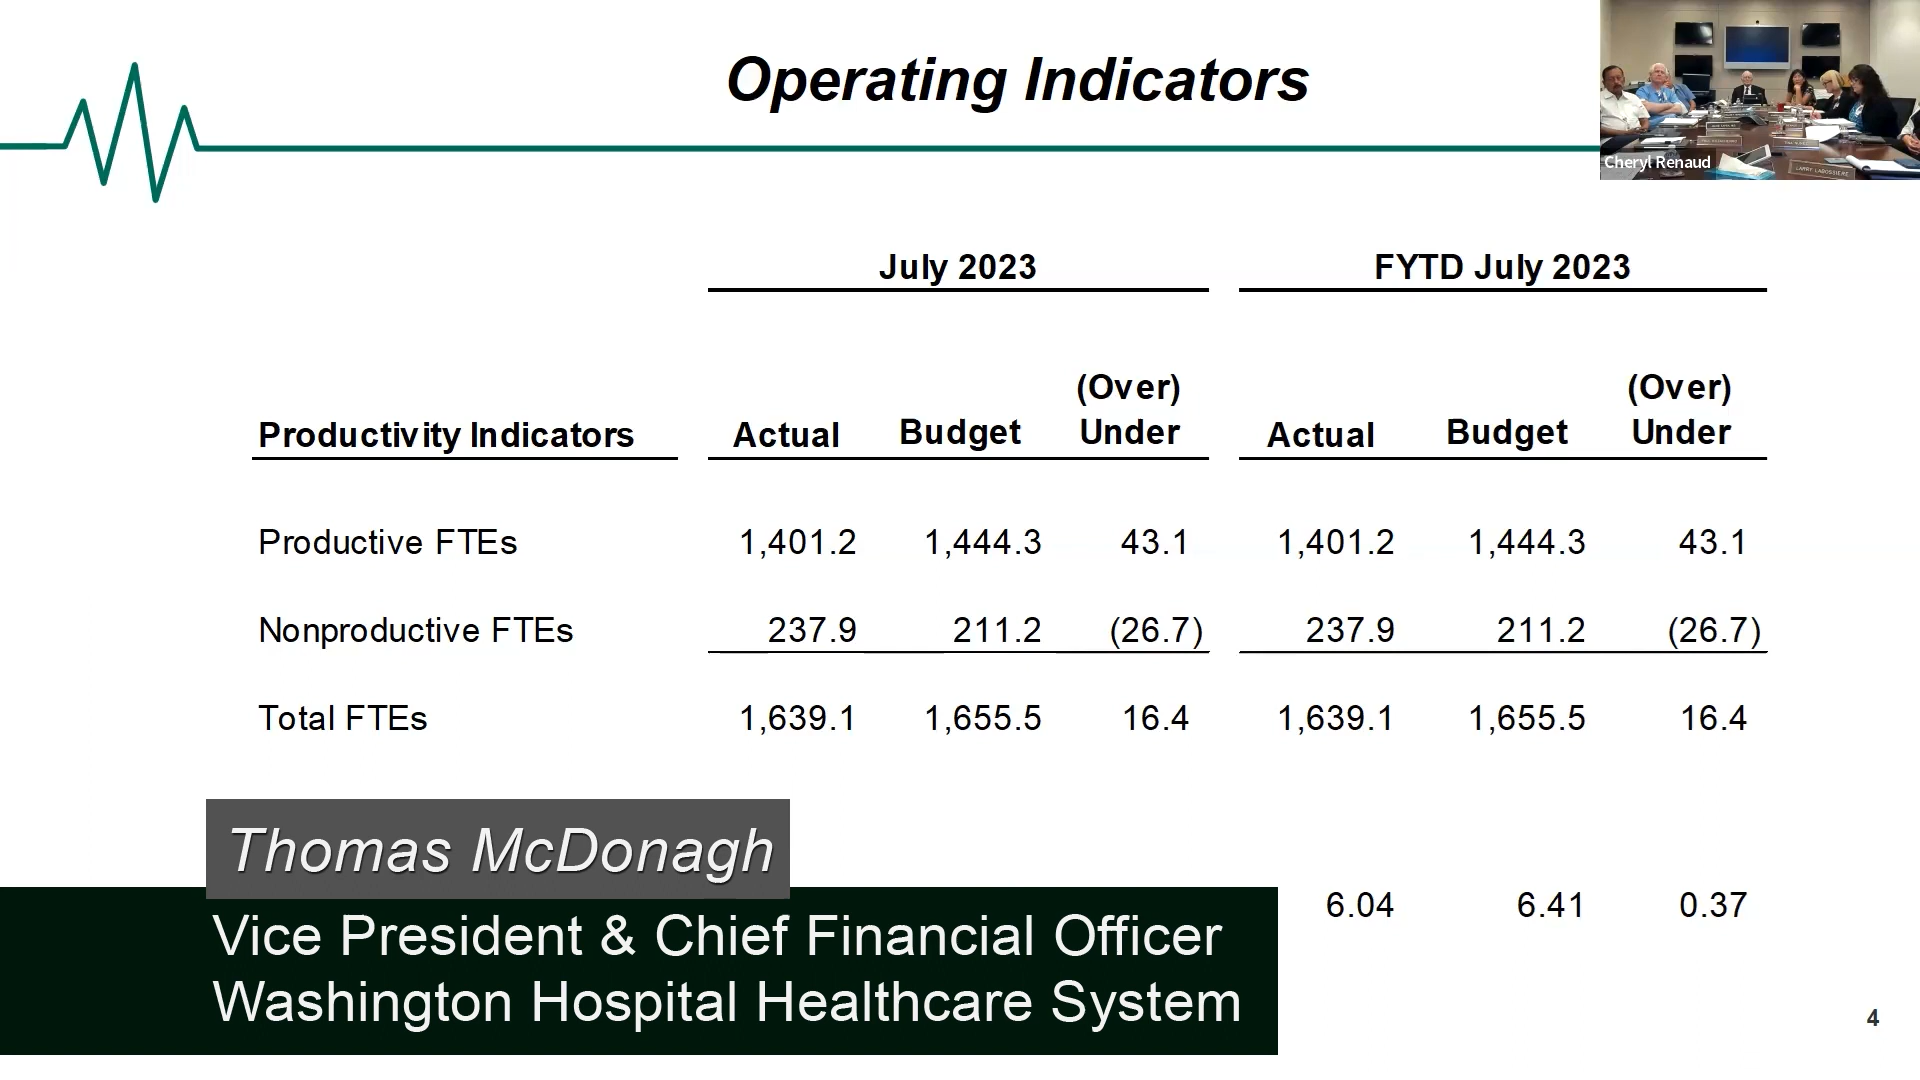 Operating Indicators
Cheryl Renaud
LARRY LABOSSIERE
July 2023 FYTD July 2023
(Over) (Over)
Productivity Indicators Actual Budget Under Actual Budget Under
Productive FTEs 1,401.2 1,444.3 43.1 1,401.2 1,444.3 43.1
Nonproductive FTEs 237.9 211.2 (26.7) 237.9 211.2 (26.7)
Total FTEs 1,639.1 1,655.5 16.4 1,639.1 1,655.5 16.4
6.04 6.41 0.37
Thomas McDonagh
Vice President & Chief Financial Officer
Washington Hospital Healthcare System
4